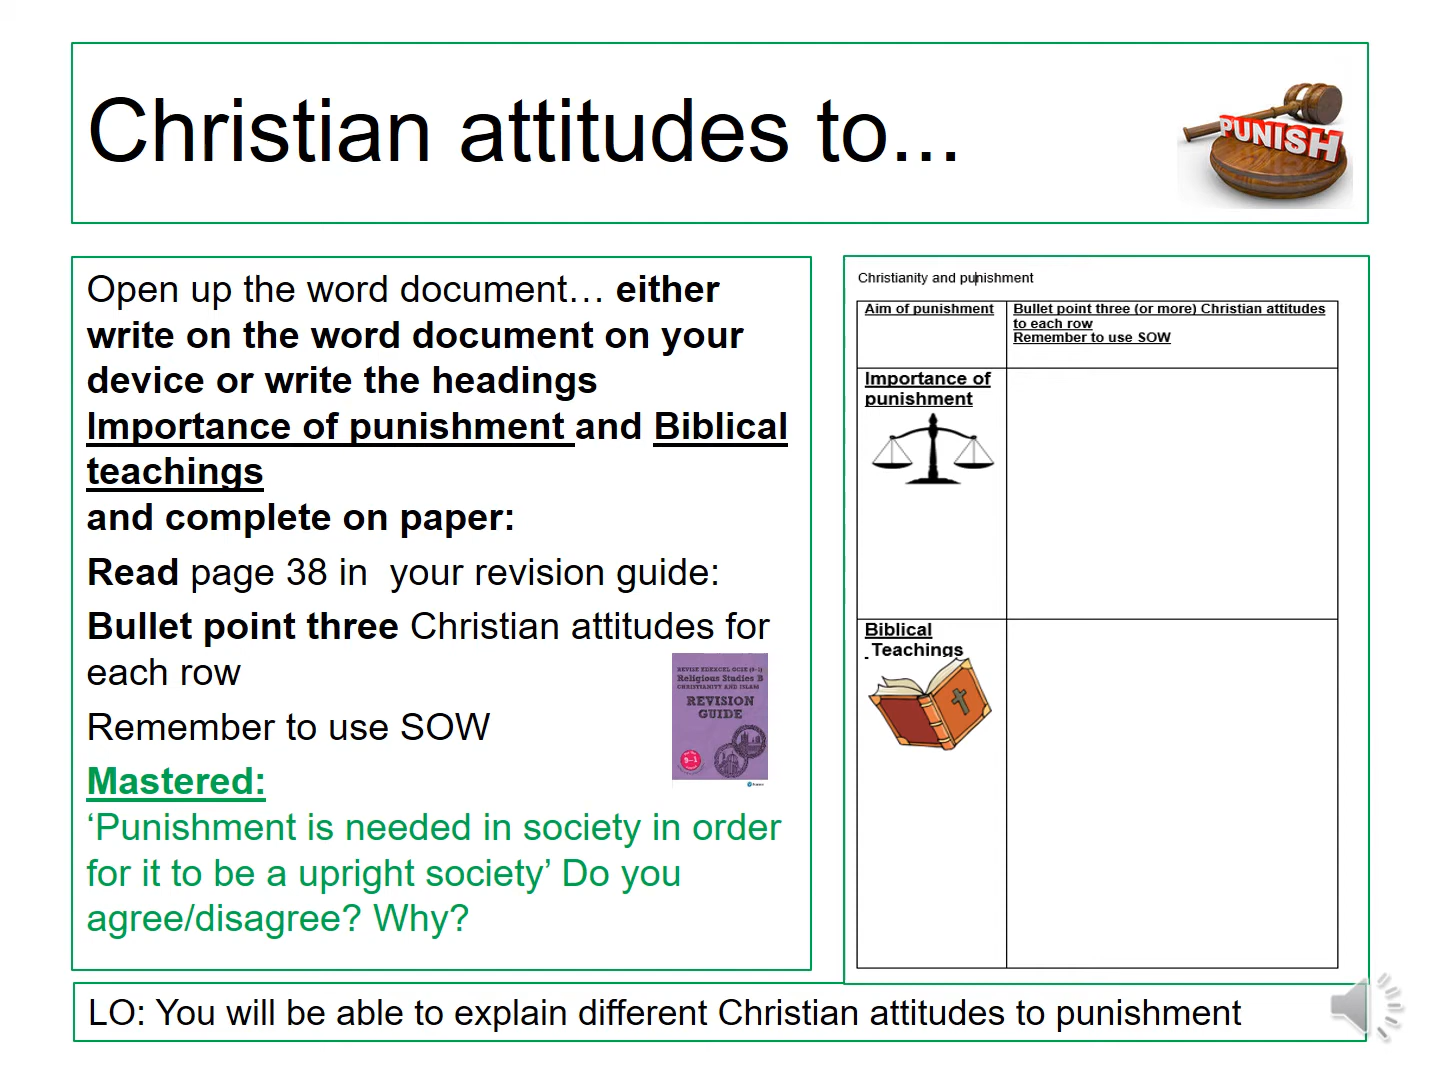 Christian attitudes to...
PUNISH
Open up the word document… either
write on the word document on your
device or write the headings
Importance of punishment and Biblical
teachings
and complete on paper:
Read page 38 in  your revision guide:
Bullet point three Christian attitudes for
each row
Remember to use SOW
REVISE EDEXCEL GCSE (9-1)
Religious Studies B
CHRISTIANITY AND ISLAM
REVISION
GUIDE
9-1
Mastered:
‘Punishment is needed in society in order
for it to be a upright society’ Do you
agree/disagree? Why?
Christianity and punishment
Aim of punishment
Bullet point three (or more) Christian attitudes
to each row
Remember to use SOW
Importance of
punishment
Biblical
Teachings
LO: You will be able to explain different Christian attitudes to punishment